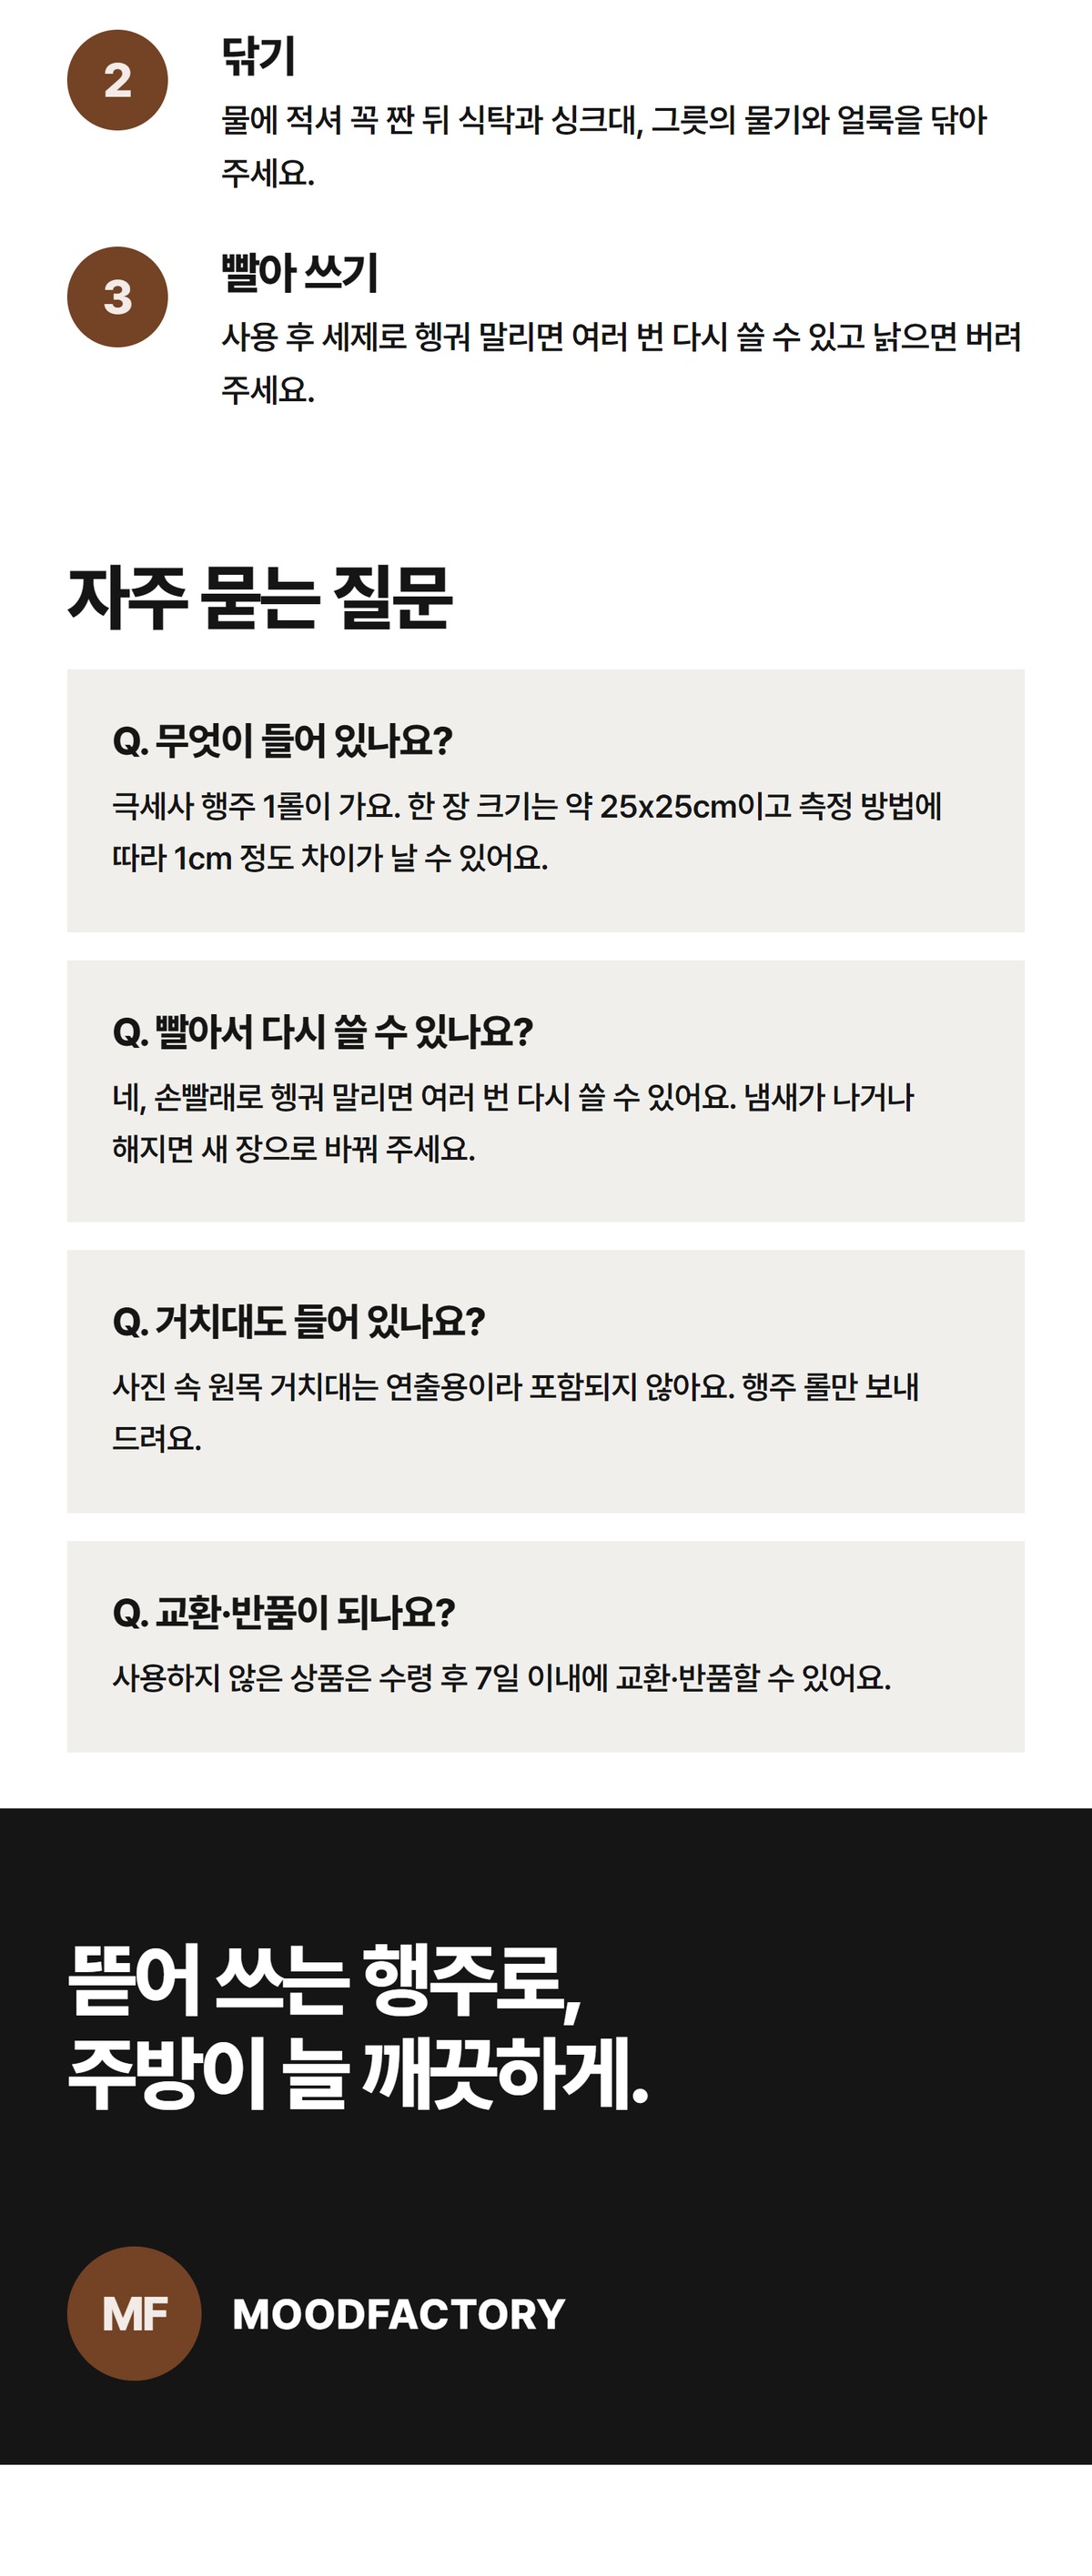 2
닦기
물에 적셔 꼭 짠 뒤 식탁과 싱크대, 그릇의 물기와 얼룩을 닦아
주세요.
3
빨아 쓰기
사용 후 세제로 헹궈 말리면 여러 번 다시 쓸 수 있고 낡으면 버려
주세요.
자주 묻는 질문
Q. 무엇이 들어 있나요?
극세사 행주 1롤이 가요. 한 장 크기는 약 25x25cm이고 측정 방법에
따라 1cm 정도 차이가 날 수 있어요.
Q. 빨아서 다시 쓸 수 있나요?
네, 손빨래로 헹궈 말리면 여러 번 다시 쓸 수 있어요. 냄새가 나거나
해지면 새 장으로 바꿔 주세요.
Q. 거치대도 들어 있나요?
사진 속 원목 거치대는 연출용이라 포함되지 않아요. 행주 롤만 보내
드려요.
Q. 교환·반품이 되나요?
사용하지 않은 상품은 수령 후 7일 이내에 교환·반품할 수 있어요.
뜯어 쓰는 행주로,
주방이 늘 깨끗하게.
MF
MOODFACTORY